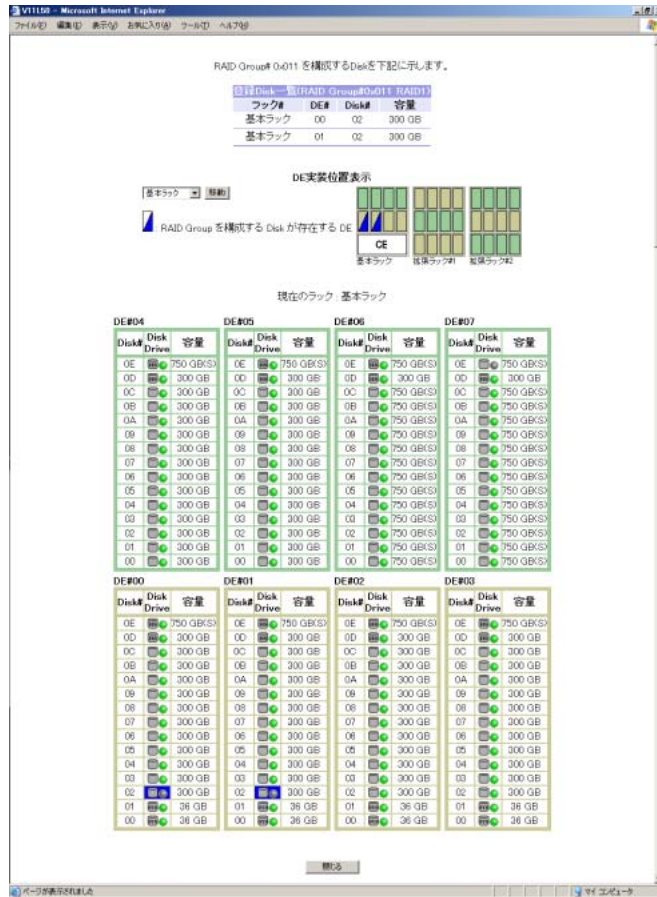 V11L50 - Microsoft Internet Explorer
ファイル(F) 編集(E) 表示(V) お気に入り(A) ツール(T) ヘルプ(H)
RAID Group# 0x011 を構成するDiskを下記に示します。
登録Disk一覧(RAID Group#0x011 RAID1)
フック# DE# Disk# 容量
基本ラック 00 02 300 GB
基本ラック 01 02 300 GB
DE実装位置表示
基本ラック 移動
: RAID Group を構成する Disk が存在する DE
CE
基本ラック 拡張ラック#1 拡張ラック#2
現在のラック : 基本ラック
DE#04 DE#05 DE#06 DE#07
Disk# Disk Drive 容量 Disk# Disk Drive 容量 Disk# Disk Drive 容量 Disk# Disk Drive 容量
0E 750 GB(S) 0E 750 GB(S) 0E 750 GB(S) 0E 750 GB(S)
0D 300 GB 0D 300 GB 0D 300 GB 0D 300 GB
0C 300 GB 0C 300 GB 0C 750 GB(S) 0C 750 GB(S)
0B 300 GB 0B 300 GB 0B 750 GB(S) 0B 750 GB(S)
0A 300 GB 0A 300 GB 0A 750 GB(S) 0A 750 GB(S)
09 300 GB 09 300 GB 09 750 GB(S) 09 750 GB(S)
08 300 GB 08 300 GB 08 750 GB(S) 08 750 GB(S)
07 300 GB 07 300 GB 07 750 GB(S) 07 750 GB(S)
06 300 GB 06 300 GB 06 750 GB(S) 06 750 GB(S)
05 300 GB 05 300 GB 05 750 GB(S) 05 750 GB(S)
04 300 GB 04 300 GB 04 750 GB(S) 04 750 GB(S)
03 300 GB 03 300 GB 03 750 GB(S) 03 750 GB(S)
02 300 GB 02 300 GB 02 750 GB(S) 02 750 GB(S)
01 300 GB 01 300 GB 01 750 GB(S) 01 750 GB(S)
00 300 GB 00 300 GB 00 750 GB(S) 00 750 GB(S)
DE#00 DE#01 DE#02 DE#03
Disk# Disk Drive 容量 Disk# Disk Drive 容量 Disk# Disk Drive 容量 Disk# Disk Drive 容量
0E 750 GB(S) 0E 750 GB(S) 0E 750 GB(S) 0E 750 GB(S)
0D 300 GB 0D 300 GB 0D 300 GB 0D 300 GB
0C 300 GB 0C 300 GB 0C 300 GB 0C 300 GB
0B 300 GB 0B 300 GB 0B 300 GB 0B 300 GB
0A 300 GB 0A 300 GB 0A 300 GB 0A 300 GB
09 300 GB 09 300 GB 09 300 GB 09 300 GB
08 300 GB 08 300 GB 08 300 GB 08 300 GB
07 300 GB 07 300 GB 07 300 GB 07 300 GB
06 300 GB 06 300 GB 06 300 GB 06 300 GB
05 300 GB 05 300 GB 05 300 GB 05 300 GB
04 300 GB 04 300 GB 04 300 GB 04 300 GB
03 300 GB 03 300 GB 03 300 GB 03 300 GB
02 300 GB 02 300 GB 02 300 GB 02 300 GB
01 36 GB 01 36 GB 01 36 GB 01 36 GB
00 36 GB 00 36 GB 00 36 GB 00 36 GB
閉じる
ページが表示されました マイ コンピュータ